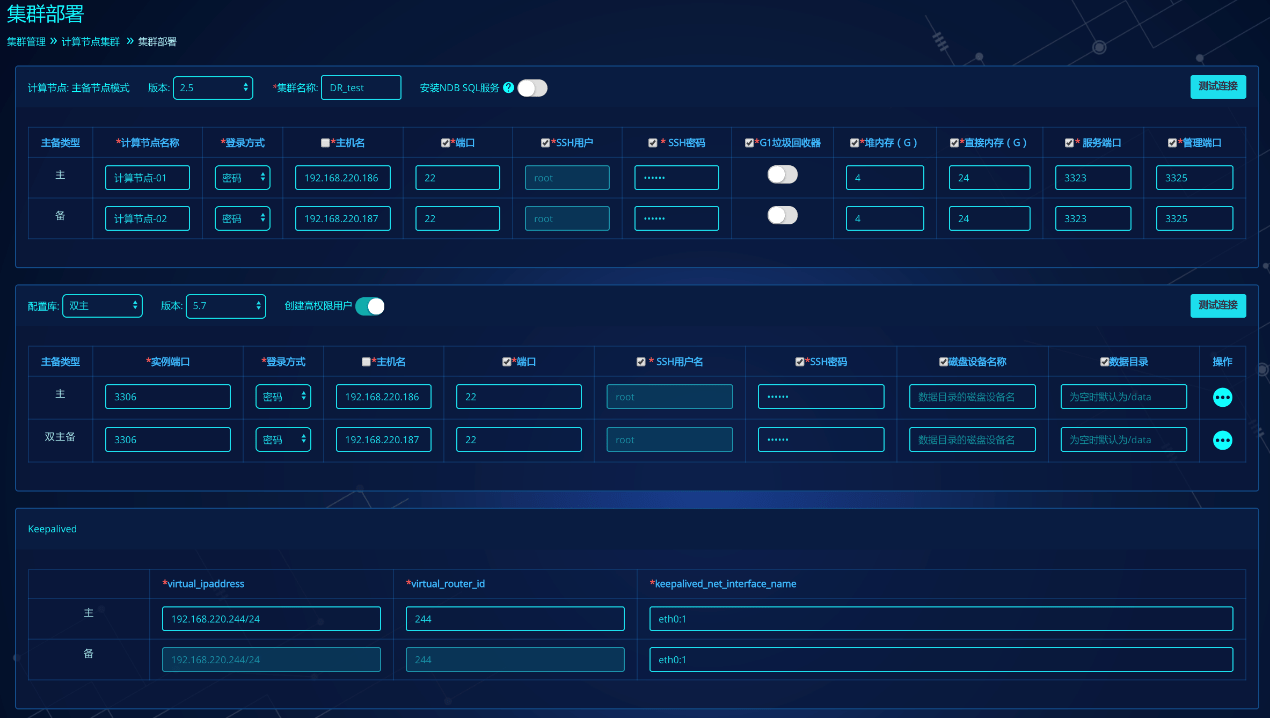 集群部署
集群管理 » 计算节点集群 » 集群部署
计算节点: 主备节点模式 版本: 2.5 *集群名称: DR_test 安装NDB SQL服务 ? 测试连接
主备类型 *计算节点名称 *登录方式 *主机名 *端口 *SSH用户 * SSH密码 *G1垃圾回收器 *堆内存（G） *直接内存（G） * 服务端口 *管理端口
主 计算节点-01 密码 192.168.220.186 22 root •••••• 4 24 3323 3325
备 计算节点-02 密码 192.168.220.187 22 root •••••• 4 24 3323 3325
配置库: 双主 版本: 5.7 创建高权限用户 测试连接
主备类型 *实例端口 *登录方式 *主机名 *端口 * SSH用户名 *SSH密码 磁盘设备名称 数据目录 操作
主 3306 密码 192.168.220.186 22 root •••••• 数据目录的磁盘设备名 为空时默认为/data
双主备 3306 密码 192.168.220.187 22 root •••••• 数据目录的磁盘设备名 为空时默认为/data
Keepalived
*virtual_ipaddress *virtual_router_id *keepalived_net_interface_name
主 192.168.220.244/24 244 eth0:1
备 192.168.220.244/24 244 eth0:1